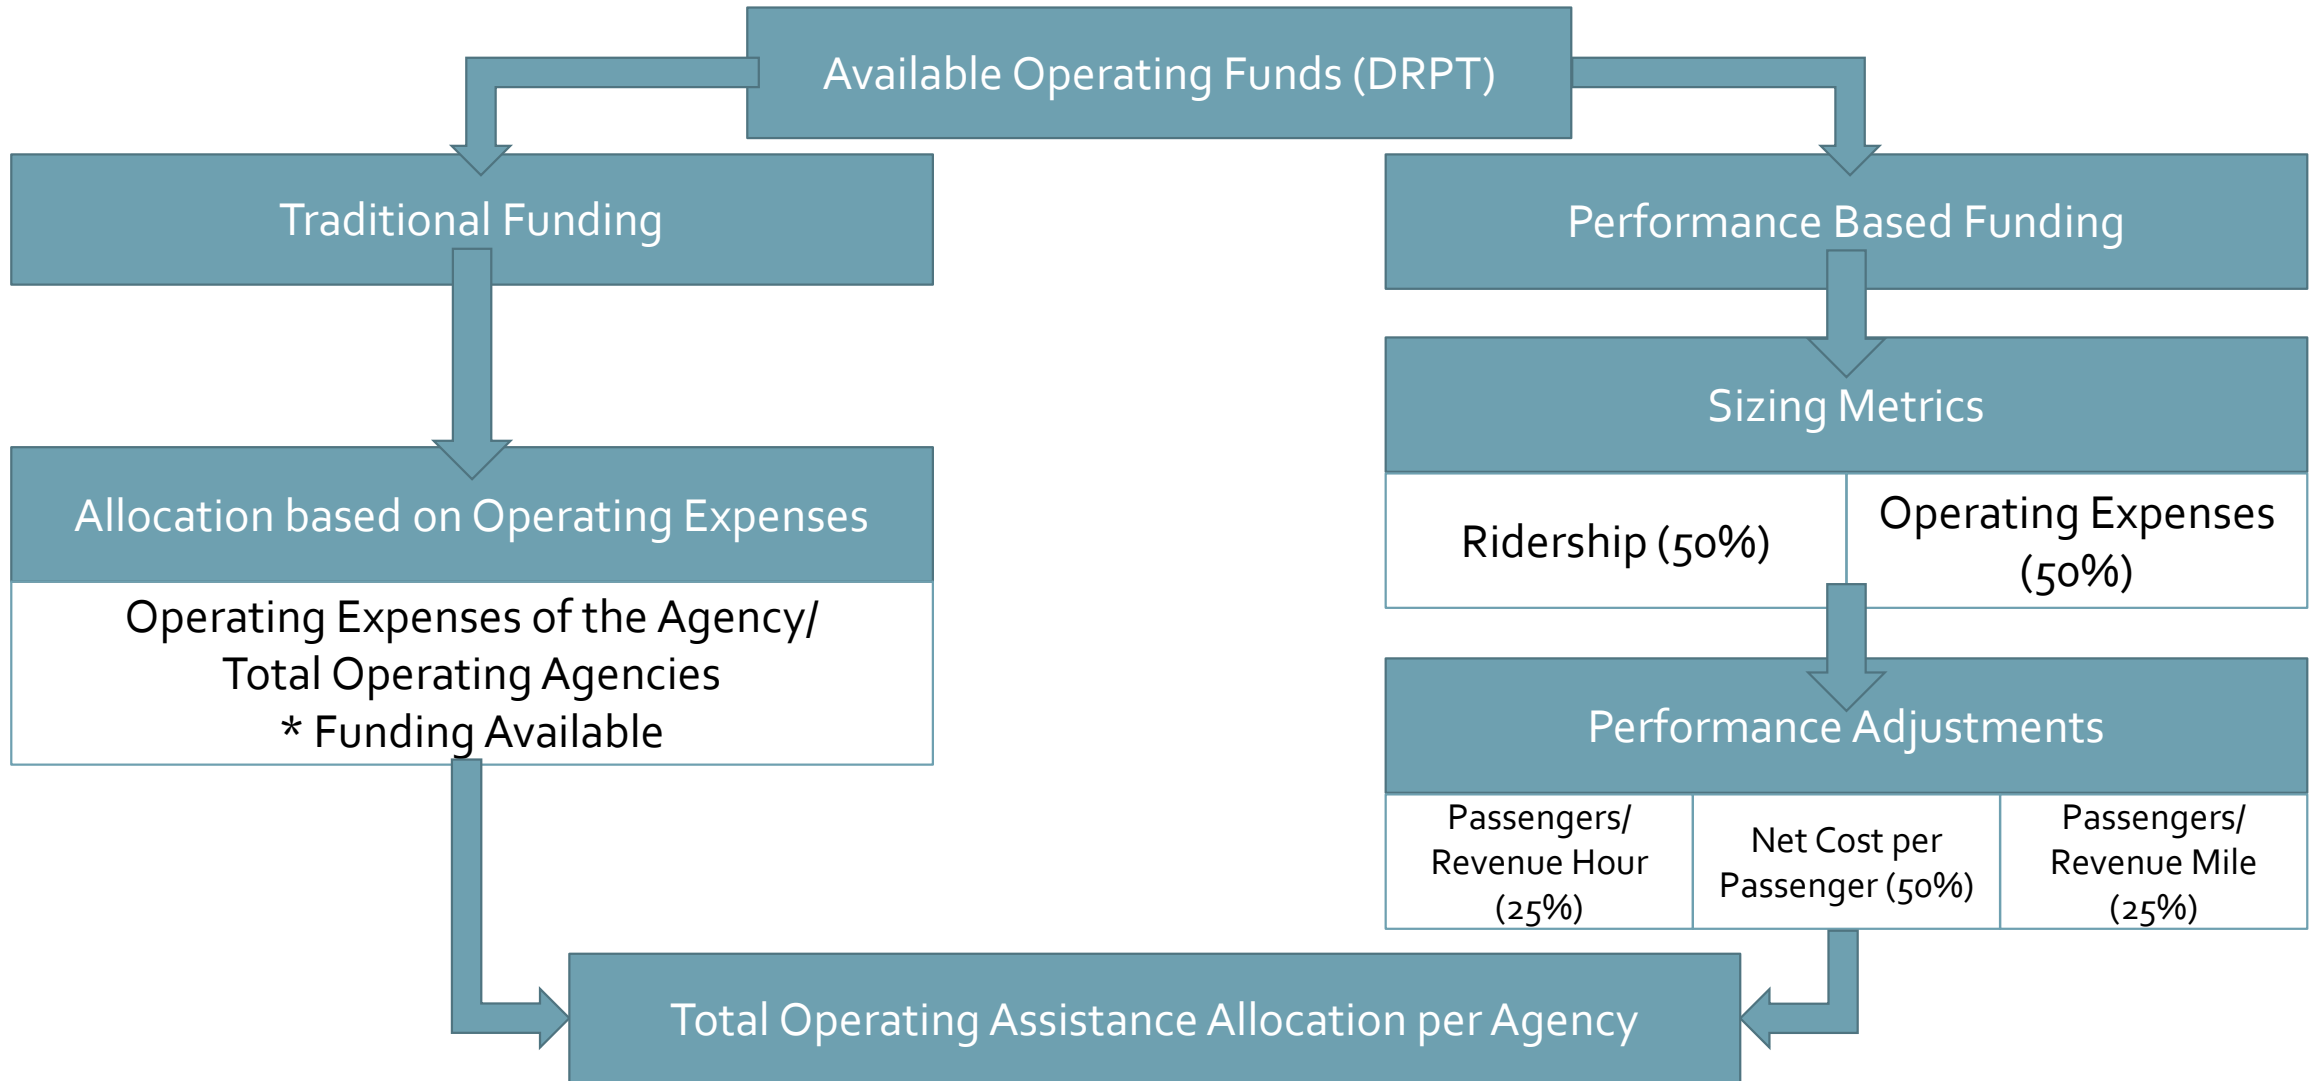 Available Operating Funds (DRPT)
Traditional Funding
Performance Based Funding
Sizing Metrics
Ridership (50%)
Operating Expenses
(50%)
Allocation based on Operating Expenses
Operating Expenses of the Agency/
Total Operating Agencies
* Funding Available
Performance Adjustments
Passengers/
Revenue Hour
(25%)
Net Cost per
Passenger (50%)
Passengers/
Revenue Mile
(25%)
Total Operating Assistance Allocation per Agency